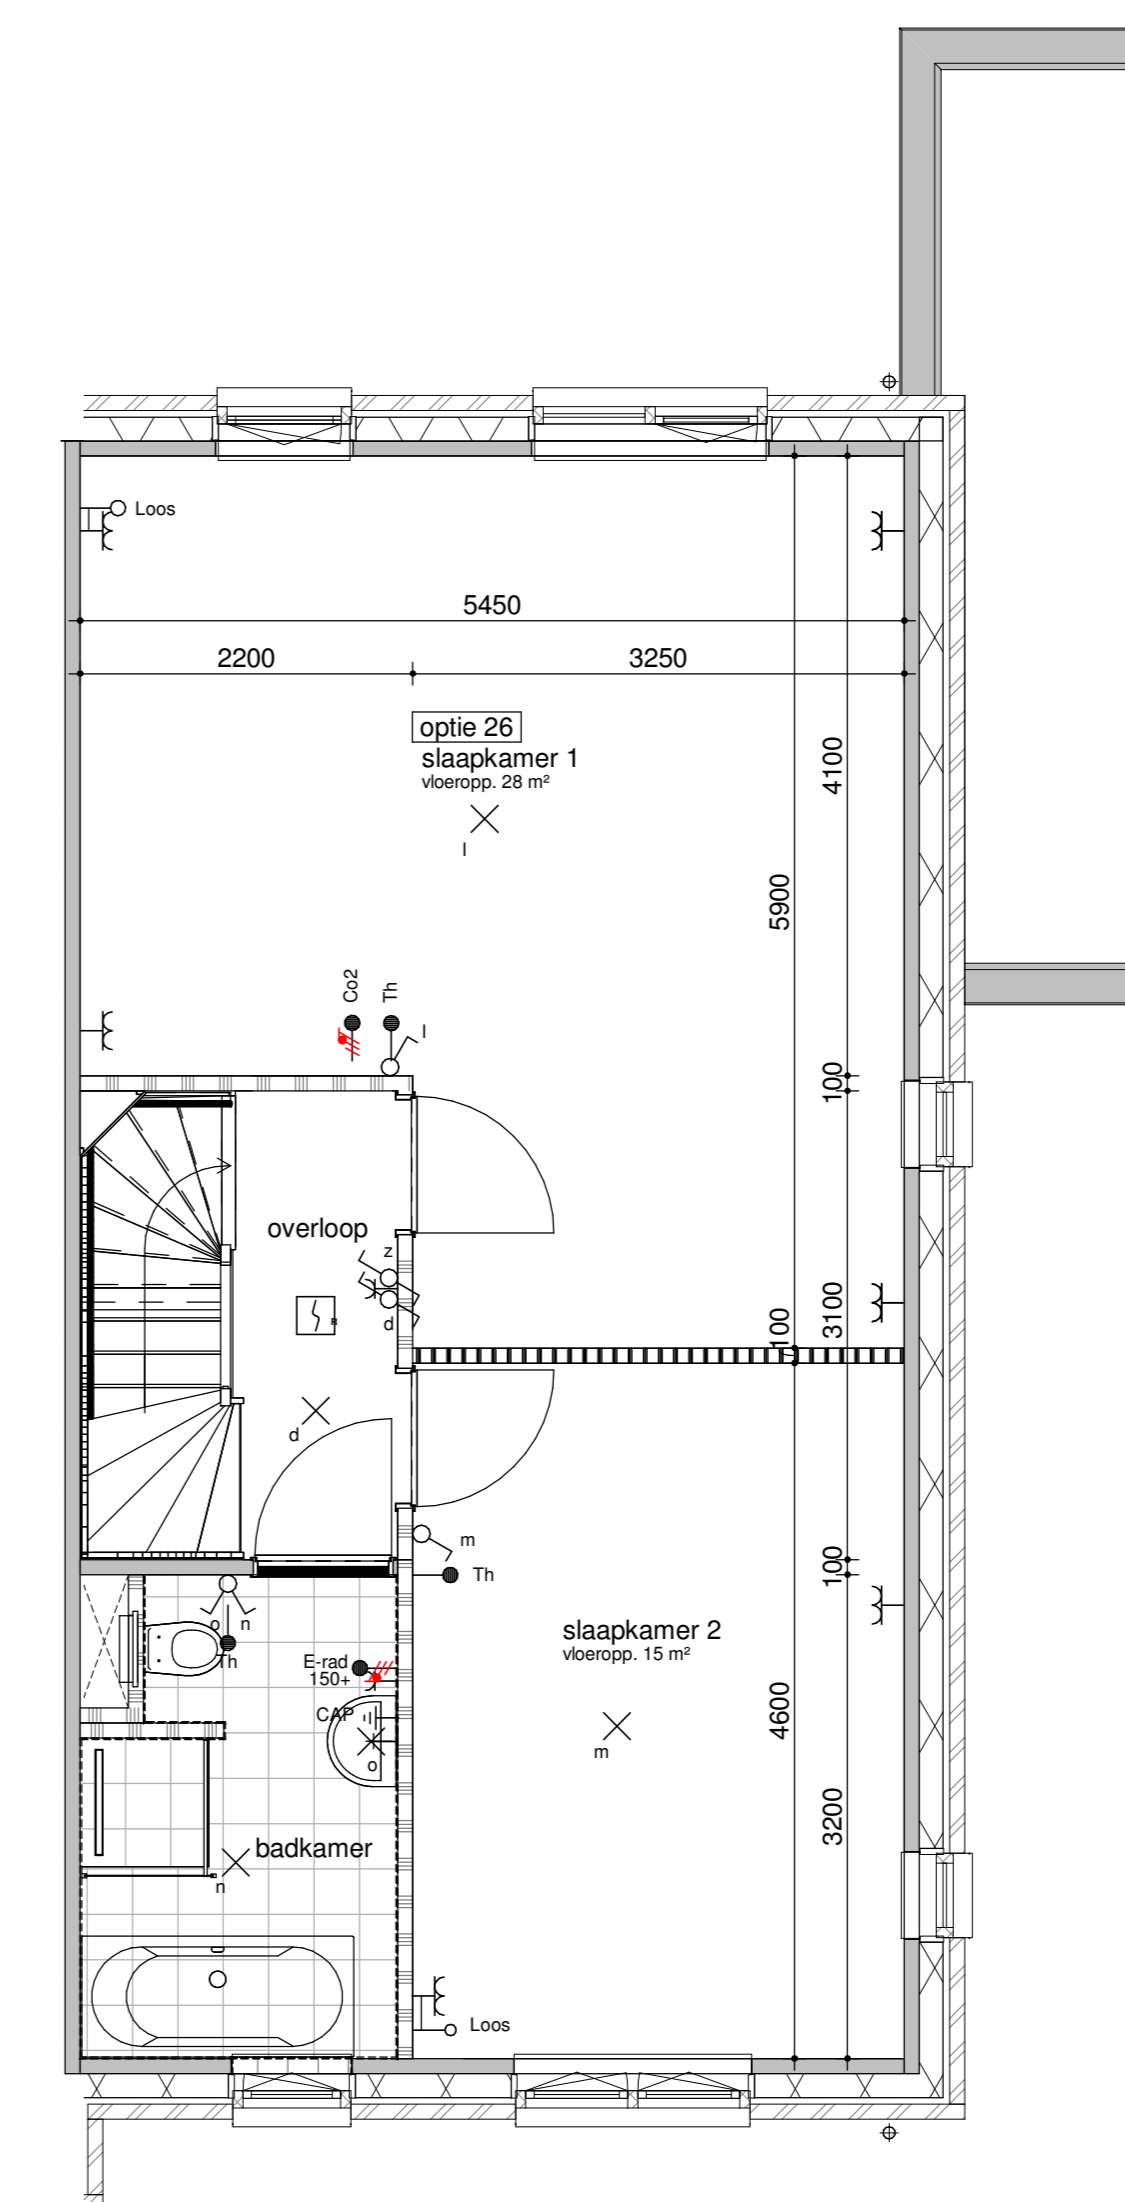 Loos
5450
2200
3250
optie 26
slaapkamer 1
vloeropp. 28 m²
l
4100
5900
Co2
Th
l
100
overloop
z
d
R
3100
100
d
m
Th
100
o
n
Th
slaapkamer 2
vloeropp. 15 m²
E-rad
150+
CAP
o
m
4600
3200
badkamer
n
Loos